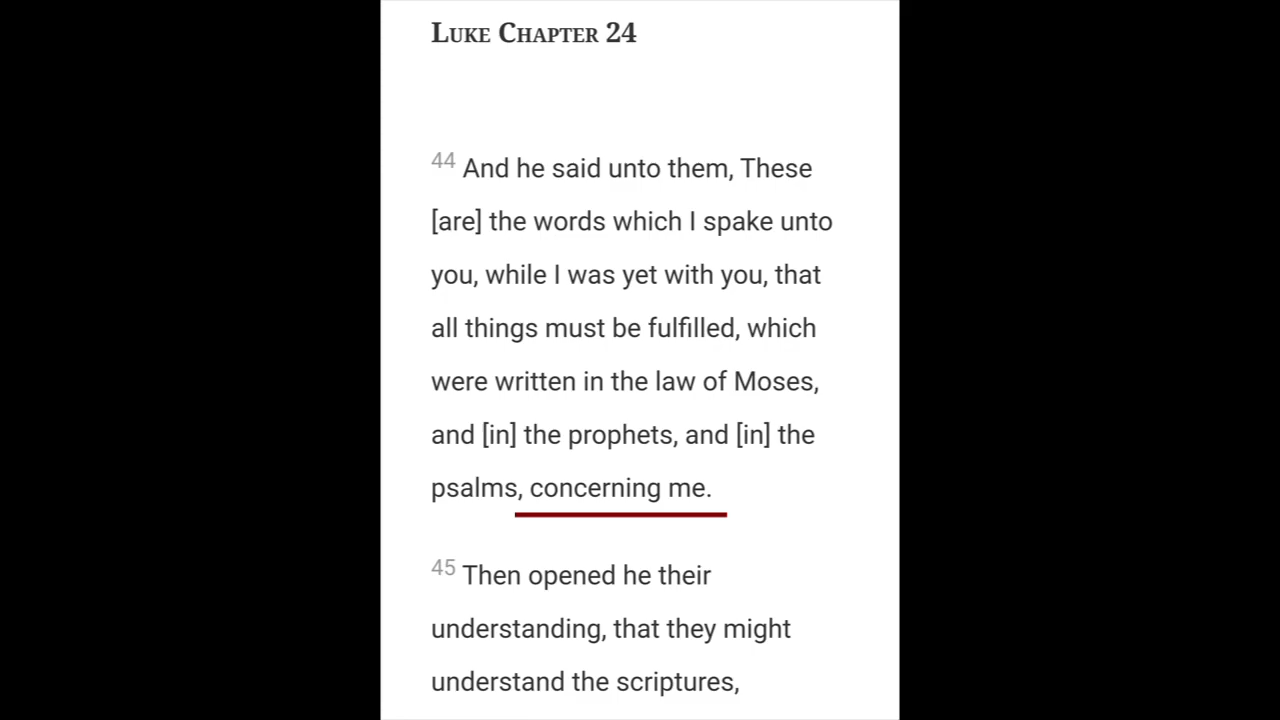 Luke Chapter 24
44 And he said unto them, These
[are] the words which I spake unto
you, while I was yet with you, that
all things must be fulfilled, which
were written in the law of Moses,
and [in] the prophets, and [in] the
psalms, concerning me.
45 Then opened he their
understanding, that they might
understand the scriptures,